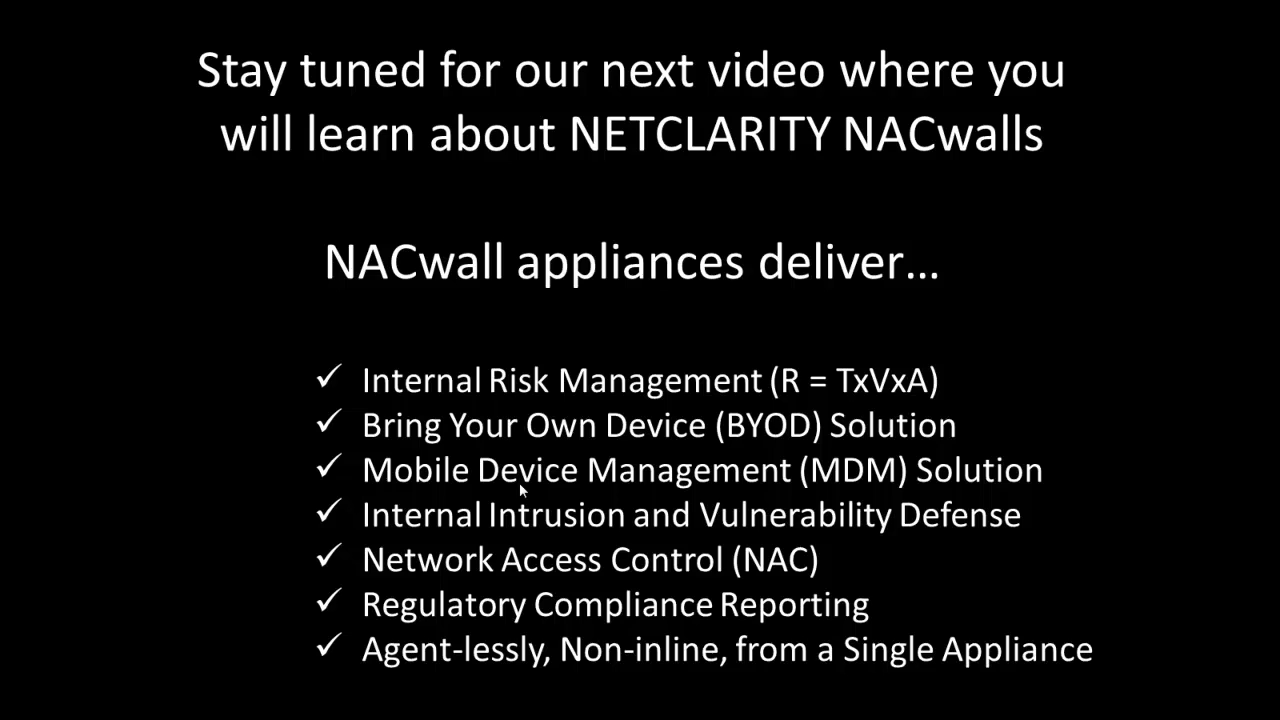 Stay tuned for our next video where you
will learn about NETCLARITY NACwalls
NACwall appliances deliver…
✓ Internal Risk Management (R = TxVxA)
✓ Bring Your Own Device (BYOD) Solution
✓ Mobile Device Management (MDM) Solution
✓ Internal Intrusion and Vulnerability Defense
✓ Network Access Control (NAC)
✓ Regulatory Compliance Reporting
✓ Agent-lessly, Non-inline, from a Single Appliance